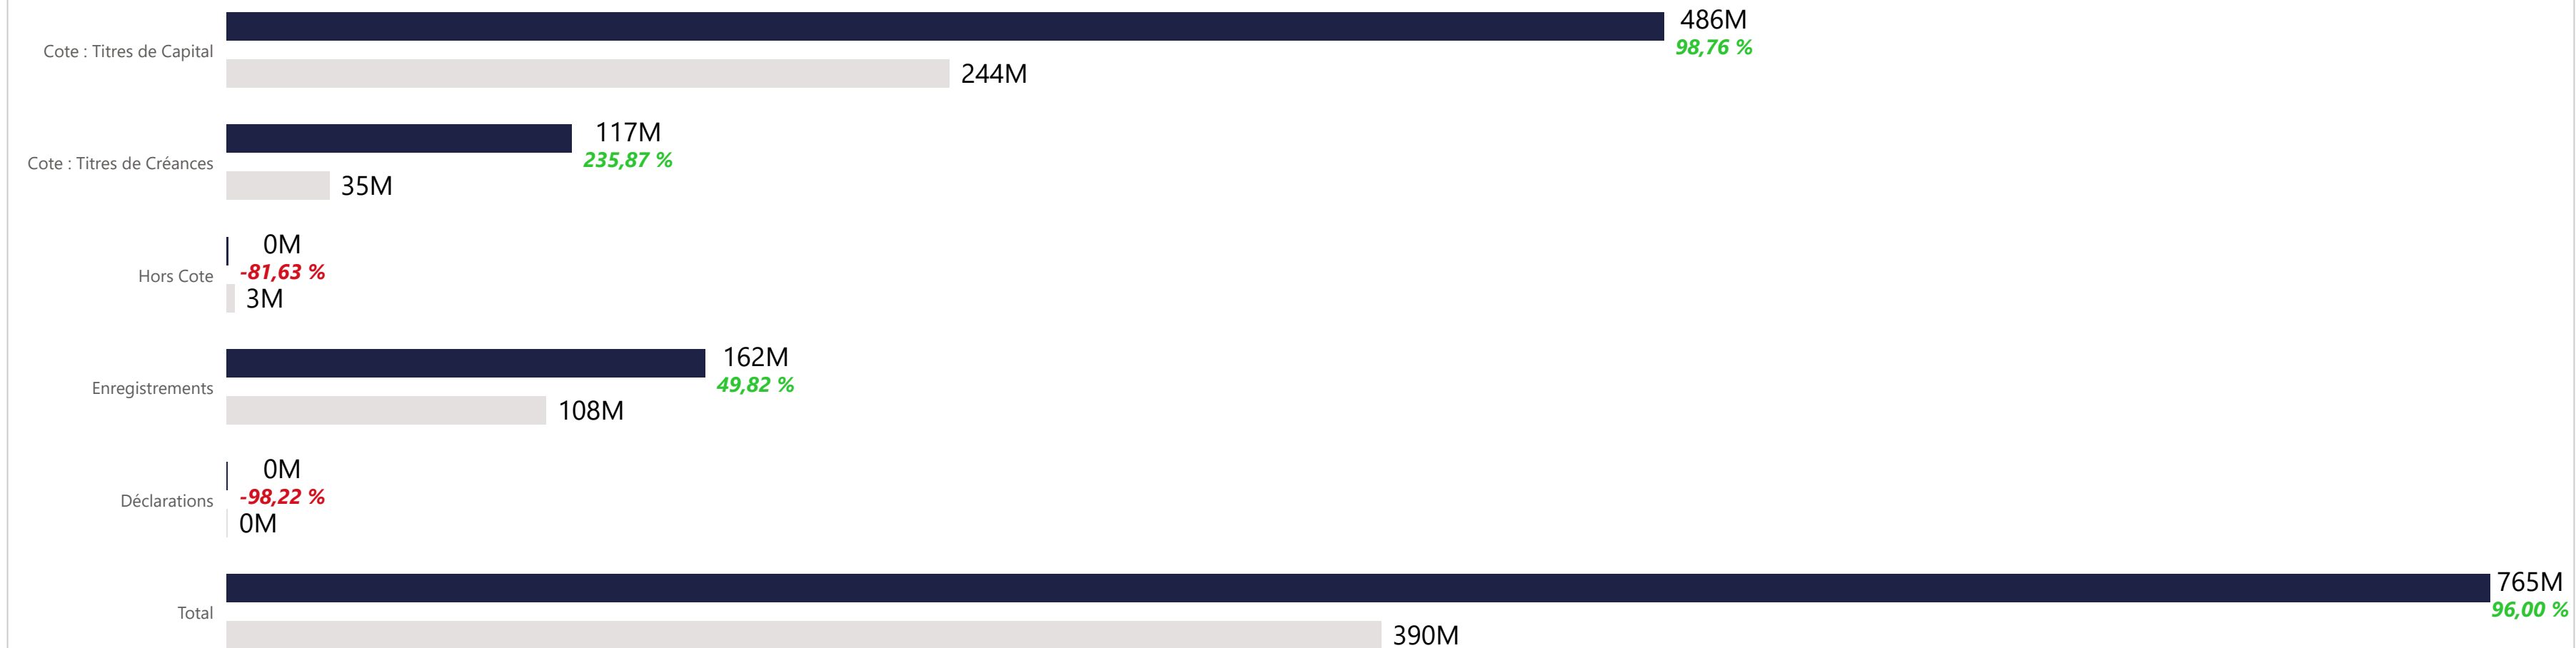 486M
98,76 %
Cote : Titres de Capital
244M
117M
235,87 %
Cote : Titres de Créances
35M
0M
-81,63 %
Hors Cote
3M
162M
49,82 %
Enregistrements
108M
0M
-98,22 %
Déclarations
0M
765M
96,00 %
Total
390M